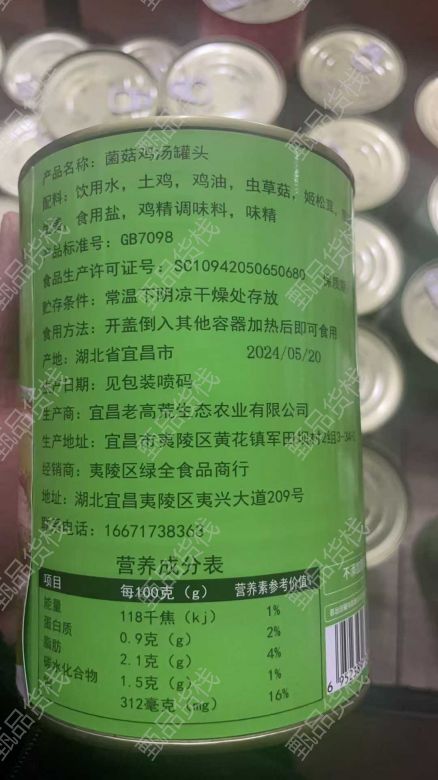 产品名称：菌菇鸡汤罐头
配料：饮用水，土鸡，鸡油，虫草菇，姬松茸，
食用盐，鸡精调味料，味精
产品标准号：GB7098
食品生产许可证号：SC10942050650680 保质期
贮存条件：常温下阴凉干燥处存放
食用方法：开盖倒入其他容器加热后即可食用
产地：湖北省宜昌市 2024/05/20
生产日期：见包装喷码
生产商：宜昌老高荒生态农业有限公司
生产地址：宜昌市夷陵区黄花镇军田坝村4组3-34
经销商：夷陵区绿全食品商行
地址：湖北宜昌夷陵区夷兴大道209号
联系电话：16671738363
营养成分表
项目 每100克（g） 营养素参考价值%
能量 118千焦（kj） 1%
蛋白质 0.9克（g） 2%
脂肪 2.1克（g） 4%
碳水化合物 1.5克（g） 1%
312毫克（mg） 16%
甄品货栈